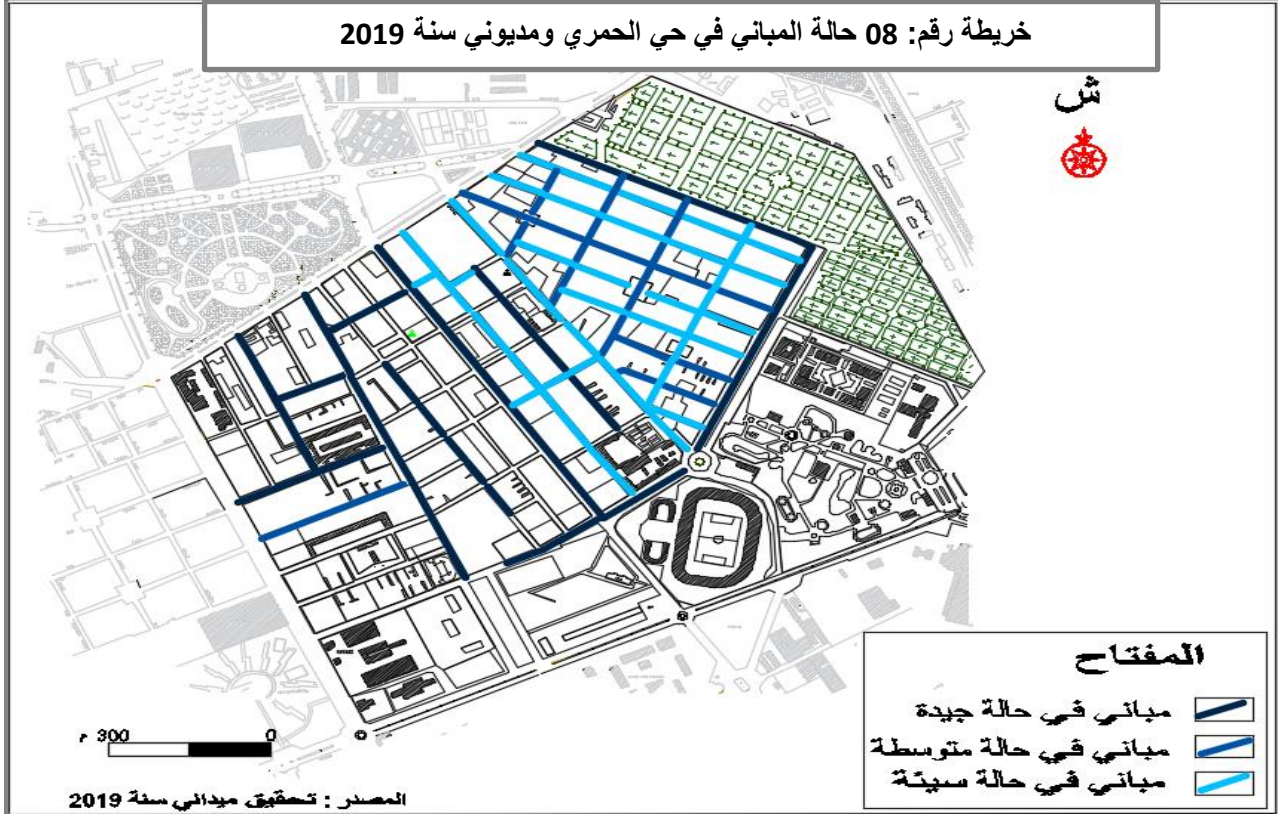 خريطة رقم: 08 حالة المباني في حي الحمري ومديوني سنة 2019
ش
المفتاح
مباني في حالة جيدة
مباني في حالة متوسطة
مباني في حالة سيئة
300 م
0
المصدر : تحقيق ميداني سنة 2019